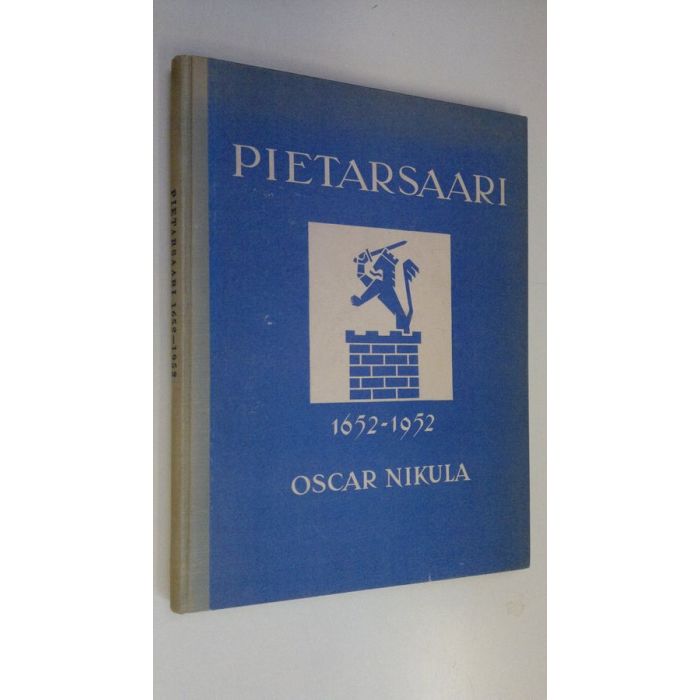 PIETARSAARI
1652-1952
OSCAR NIKULA
PIETARSAARI 1652—1952